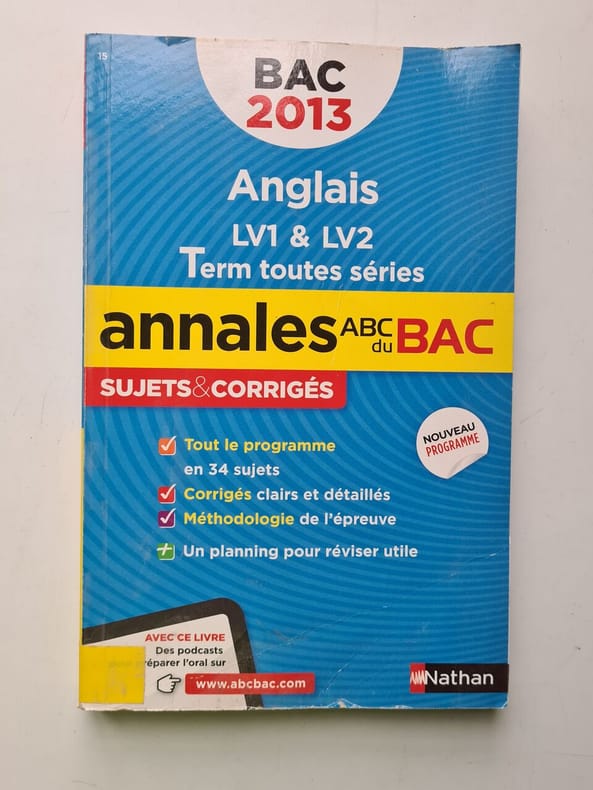 15
BAC
2013
Anglais
LV1 & LV2
Term toutes séries
annales ABC du BAC
SUJETS & CORRIGÉS
NOUVEAU
PROGRAMME
Tout le programme
en 34 sujets
Corrigés clairs et détaillés
Méthodologie de l'épreuve
+ Un planning pour réviser utile
AVEC CE LIVRE
Des podcasts
préparer l'oral sur
www.abcbac.com
Nathan